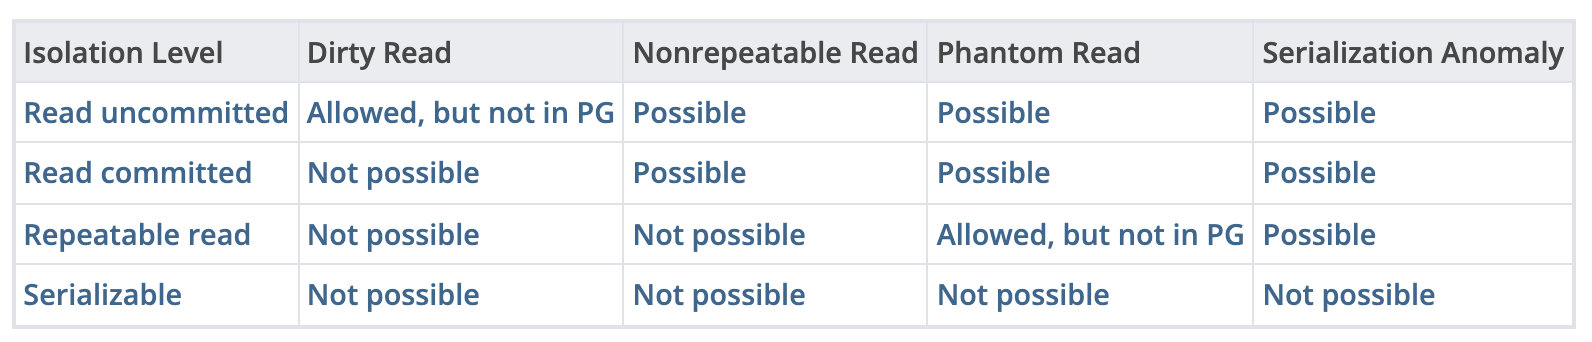 Isolation Level Dirty Read Nonrepeatable Read Phantom Read Serialization Anomaly
Read uncommitted Allowed, but not in PG Possible Possible Possible
Read committed Not possible Possible Possible Possible
Repeatable read Not possible Not possible Allowed, but not in PG Possible
Serializable Not possible Not possible Not possible Not possible